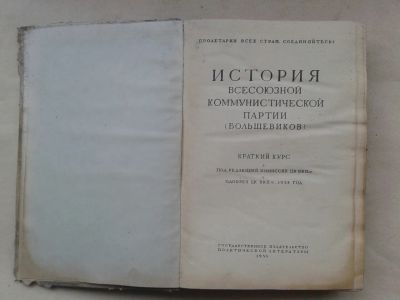 ПРОЛЕТАРИИ ВСЕХ СТРАН, СОЕДИНЯЙТЕСЬ!
ИСТОРИЯ
ВСЕСОЮЗНОЙ
КОММУНИСТИЧЕСКОЙ
ПАРТИИ
(БОЛЬШЕВИКОВ)
КРАТКИЙ КУРС
ПОД РЕДАКЦИЕЙ КОМИССИИ ЦК ВКП(б)
ОДОБРЕН ЦК ВКП(б). 1938 ГОД
ГОСУДАРСТВЕННОЕ ИЗДАТЕЛЬСТВО
ПОЛИТИЧЕСКОЙ ЛИТЕРАТУРЫ